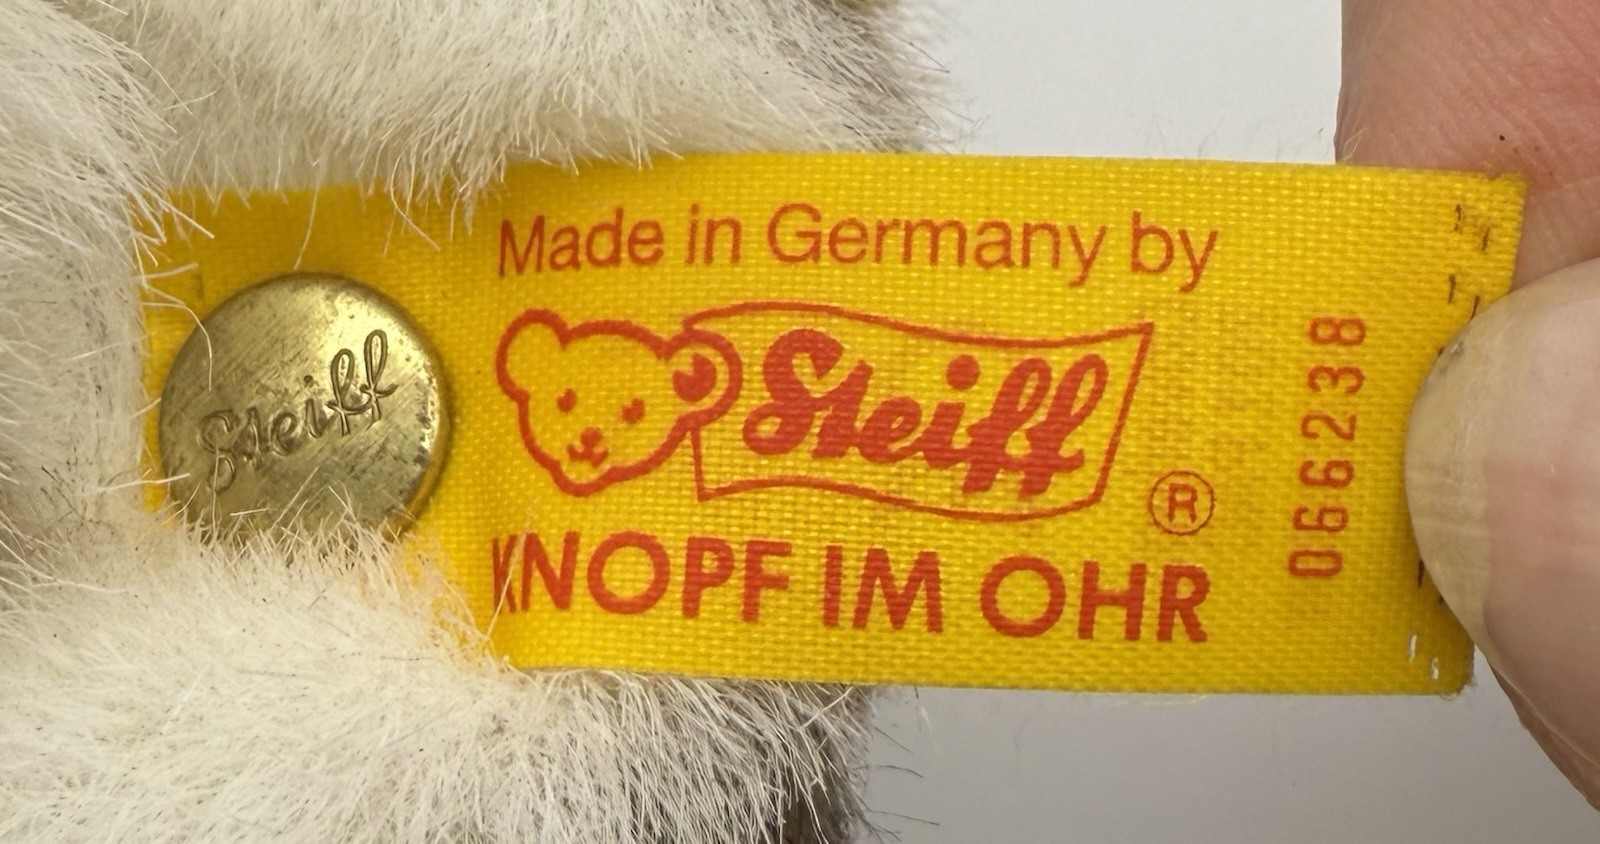 Steiff
Made in Germany by
Steiff
®
KNOPF IM OHR
066238